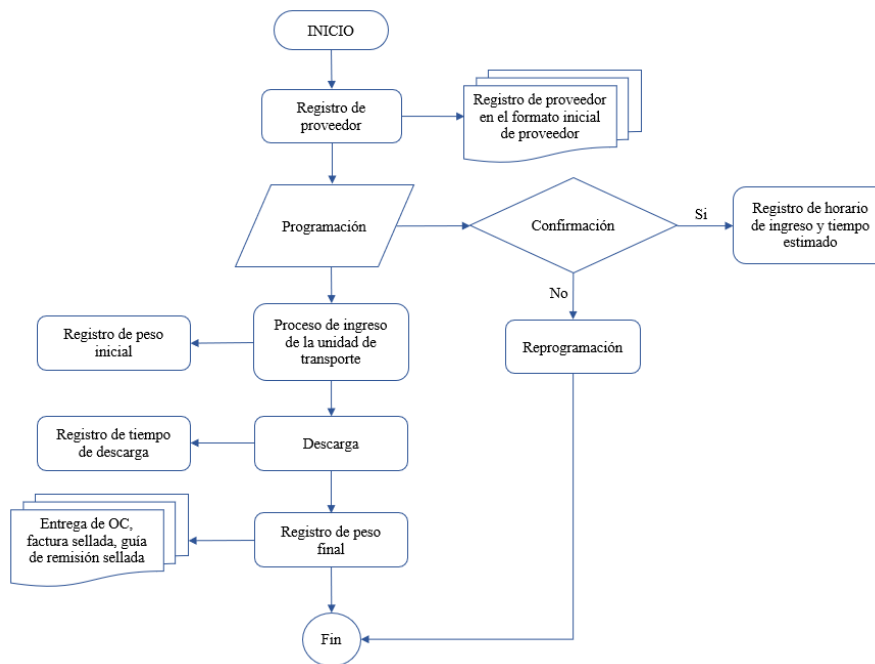 INICIO
Registro de
proveedor
Registro de proveedor
en el formato inicial
de proveedor
Programación
Confirmación
Si
Registro de horario
de ingreso y tiempo
estimado
No
Reprogramación
Proceso de ingreso
de la unidad de
transporte
Registro de peso
inicial
Descarga
Registro de tiempo
de descarga
Registro de peso
final
Entrega de OC,
factura sellada, guía
de remisión sellada
Fin